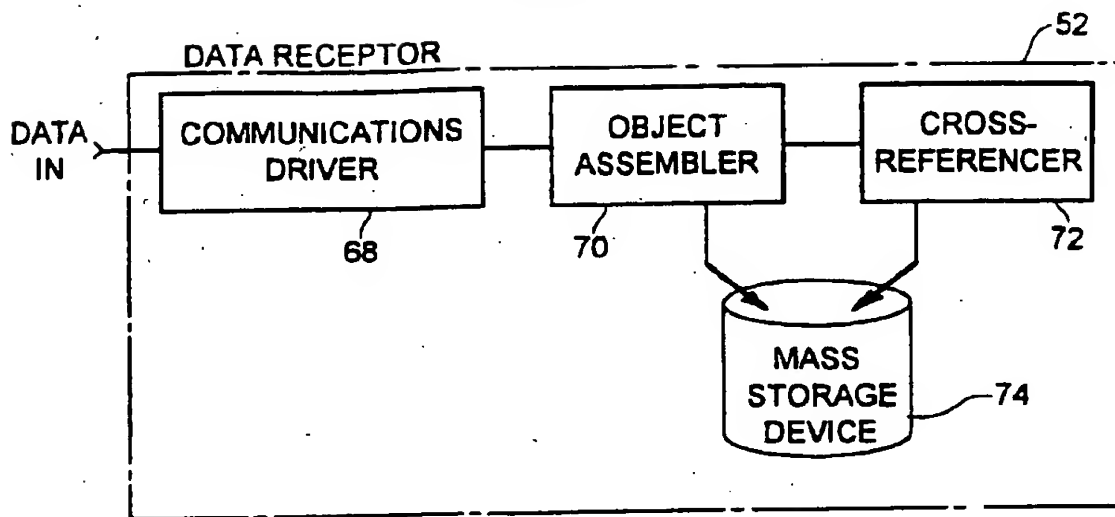 52
DATA RECEPTOR
DATA
IN
COMMUNICATIONS
DRIVER
68
OBJECT
ASSEMBLER
70
CROSS-
REFERENCER
72
MASS
STORAGE
DEVICE
74